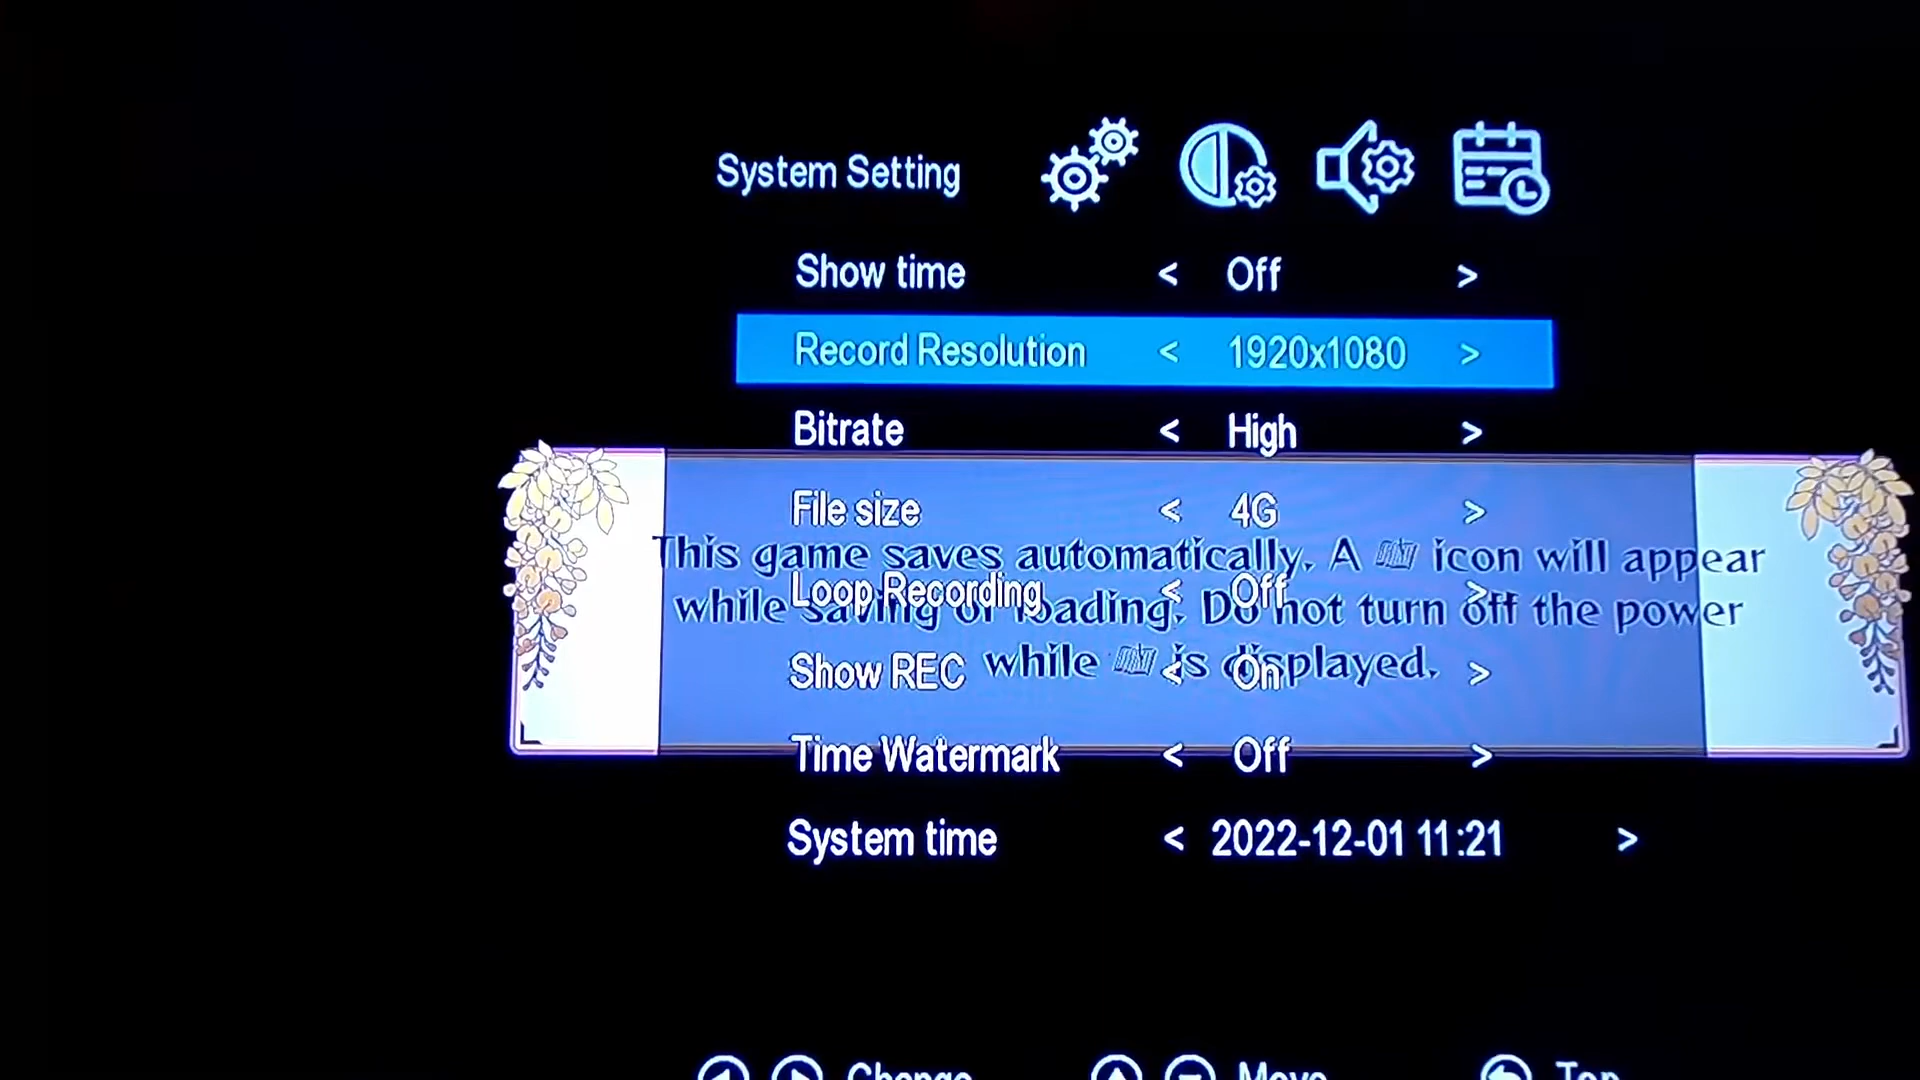 System Setting
Show time < Off >
Record Resolution < 1920x1080 >
Bitrate < High >
File size < 4G >
This game saves automatically. A icon will appear
Loop Recording < Off >
while saving or loading. Do not turn off the power
Show REC < On >
while is displayed.
Time Watermark < Off >
System time < 2022-12-01 11:21 >
Change Move Top